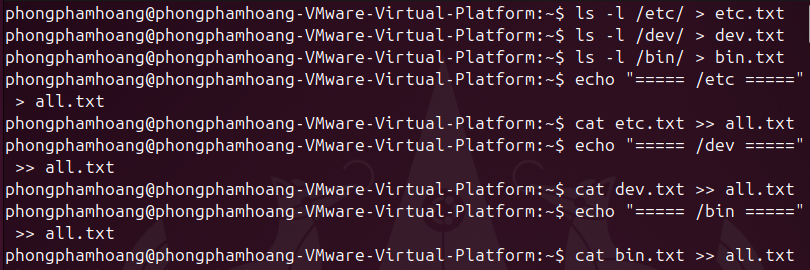 phongphamhoang@phongphamhoang-VMware-Virtual-Platform:~$ ls -l /etc/ > etc.txt
phongphamhoang@phongphamhoang-VMware-Virtual-Platform:~$ ls -l /dev/ > dev.txt
phongphamhoang@phongphamhoang-VMware-Virtual-Platform:~$ ls -l /bin/ > bin.txt
phongphamhoang@phongphamhoang-VMware-Virtual-Platform:~$ echo "===== /etc ====="
 > all.txt
phongphamhoang@phongphamhoang-VMware-Virtual-Platform:~$ cat etc.txt >> all.txt
phongphamhoang@phongphamhoang-VMware-Virtual-Platform:~$ echo "===== /dev ====="
 >> all.txt
phongphamhoang@phongphamhoang-VMware-Virtual-Platform:~$ cat dev.txt >> all.txt
phongphamhoang@phongphamhoang-VMware-Virtual-Platform:~$ echo "===== /bin ====="
 >> all.txt
phongphamhoang@phongphamhoang-VMware-Virtual-Platform:~$ cat bin.txt >> all.txt